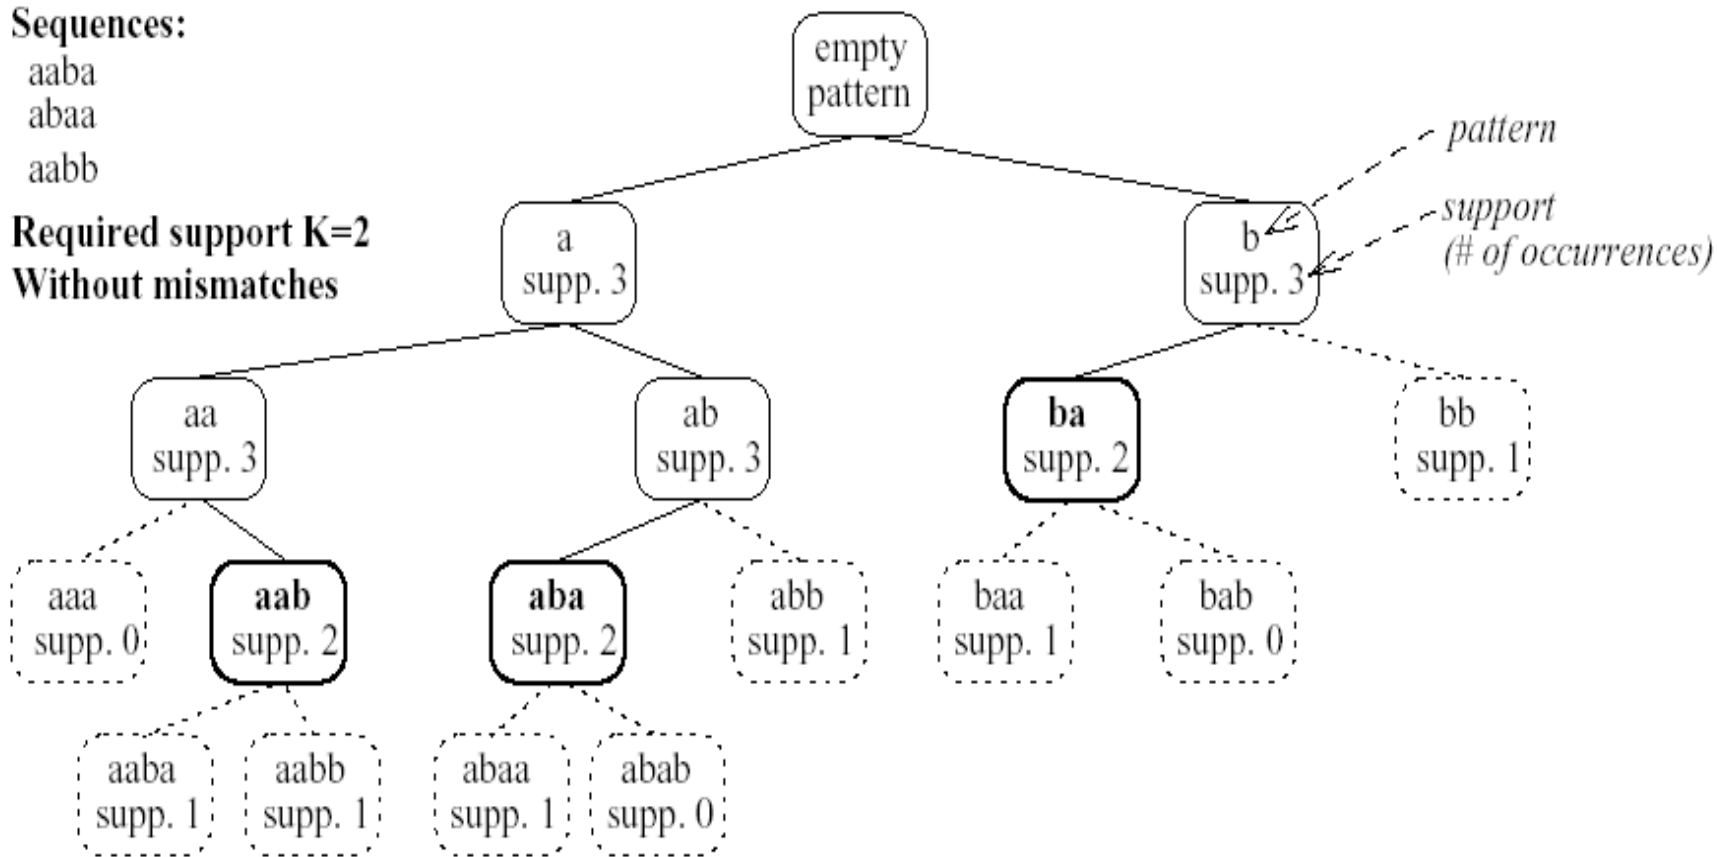 Sequences:
aaba
abaa
aabb
Required support K=2
Without mismatches
empty
pattern
pattern
support
(# of occurrences)
a
supp. 3
b
supp. 3
aa
supp. 3
ab
supp. 3
ba
supp. 2
bb
supp. 1
aaa
supp. 0
aab
supp. 2
aba
supp. 2
abb
supp. 1
baa
supp. 1
bab
supp. 0
aaba
supp. 1
aabb
supp. 1
abaa
supp. 1
abab
supp. 0